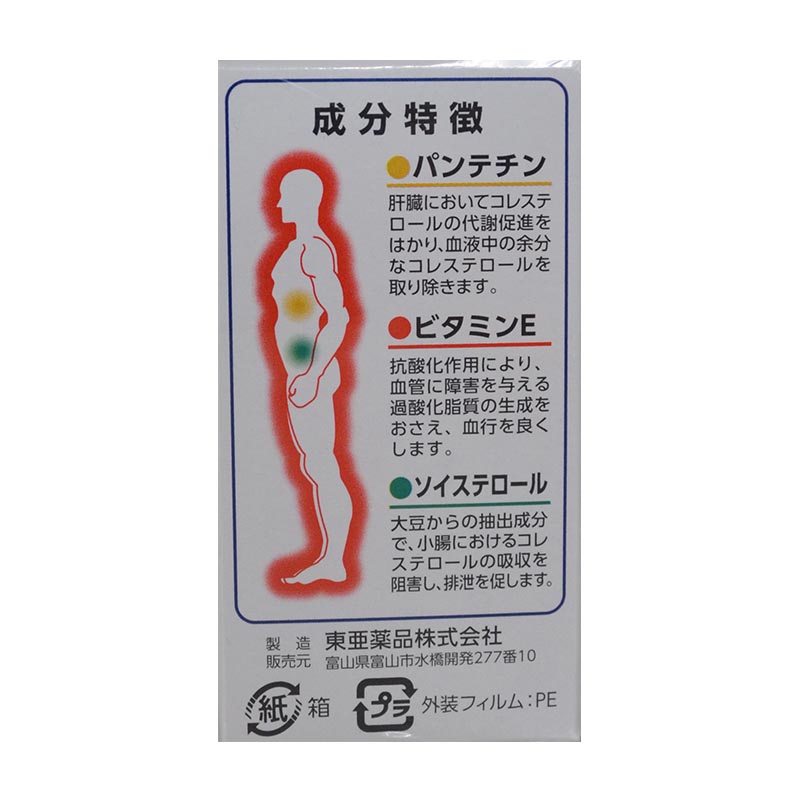 成分特徴
パンテチン
肝臓においてコレステ
ロールの代謝促進を
はかり、血液中の余分
なコレステロールを
取り除きます。
ビタミンE
抗酸化作用により、
血管に障害を与える
過酸化脂質の生成を
おさえ、血行を良く
します。
ソイステロール
大豆からの抽出成分
で、小腸におけるコレ
ステロールの吸収を
阻害し、排泄を促します。
製造販売元 東亜薬品株式会社
富山県富山市水橋開発277番10
紙 箱
プラ 外装フィルム:PE